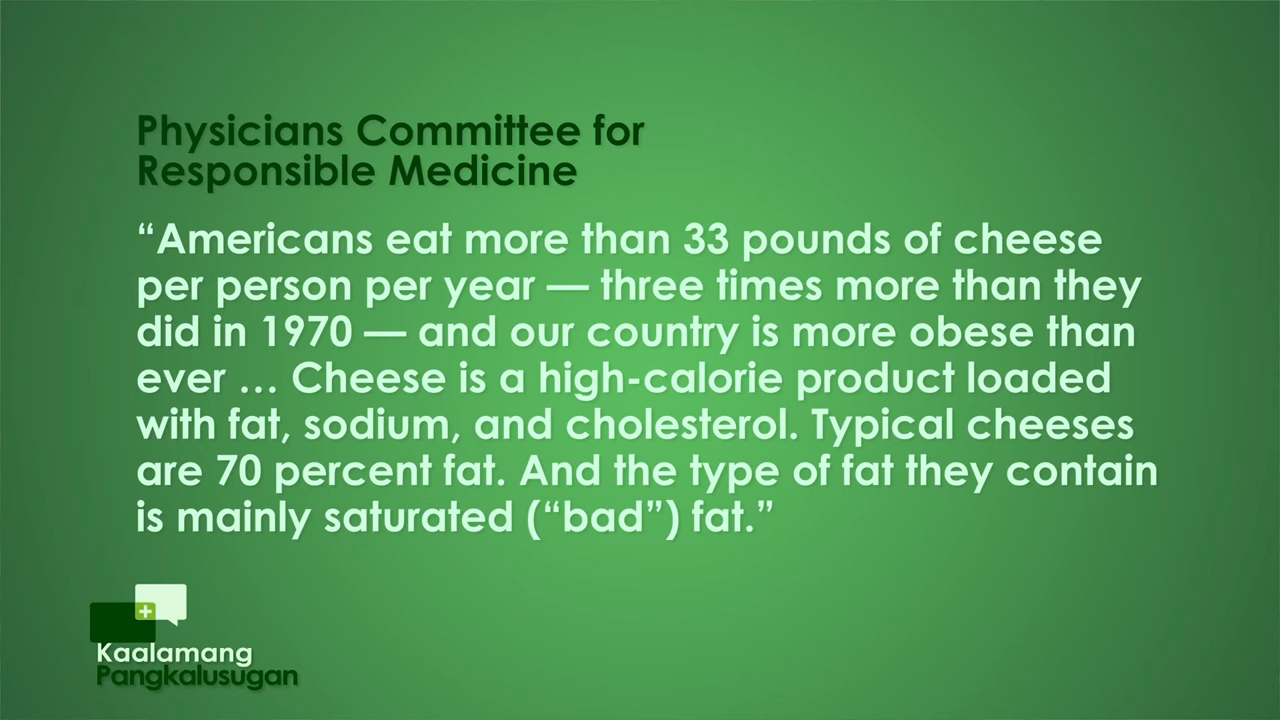 Physicians Committee for
Responsible Medicine
“Americans eat more than 33 pounds of cheese
per person per year — three times more than they
did in 1970 — and our country is more obese than
ever … Cheese is a high-calorie product loaded
with fat, sodium, and cholesterol. Typical cheeses
are 70 percent fat. And the type of fat they contain
is mainly saturated (“bad”) fat.”
Kaalamang
Pangkalusugan